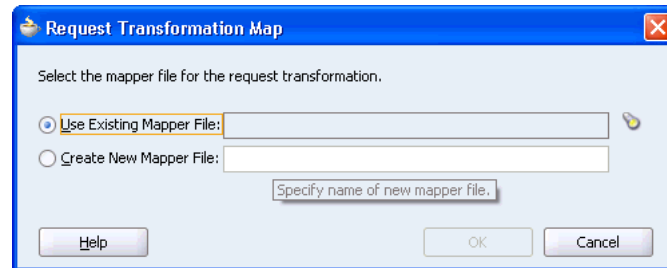 Request Transformation Map
Select the mapper file for the request transformation.
Use Existing Mapper File:
Create New Mapper File:
Specify name of new mapper file.
Help
OK
Cancel